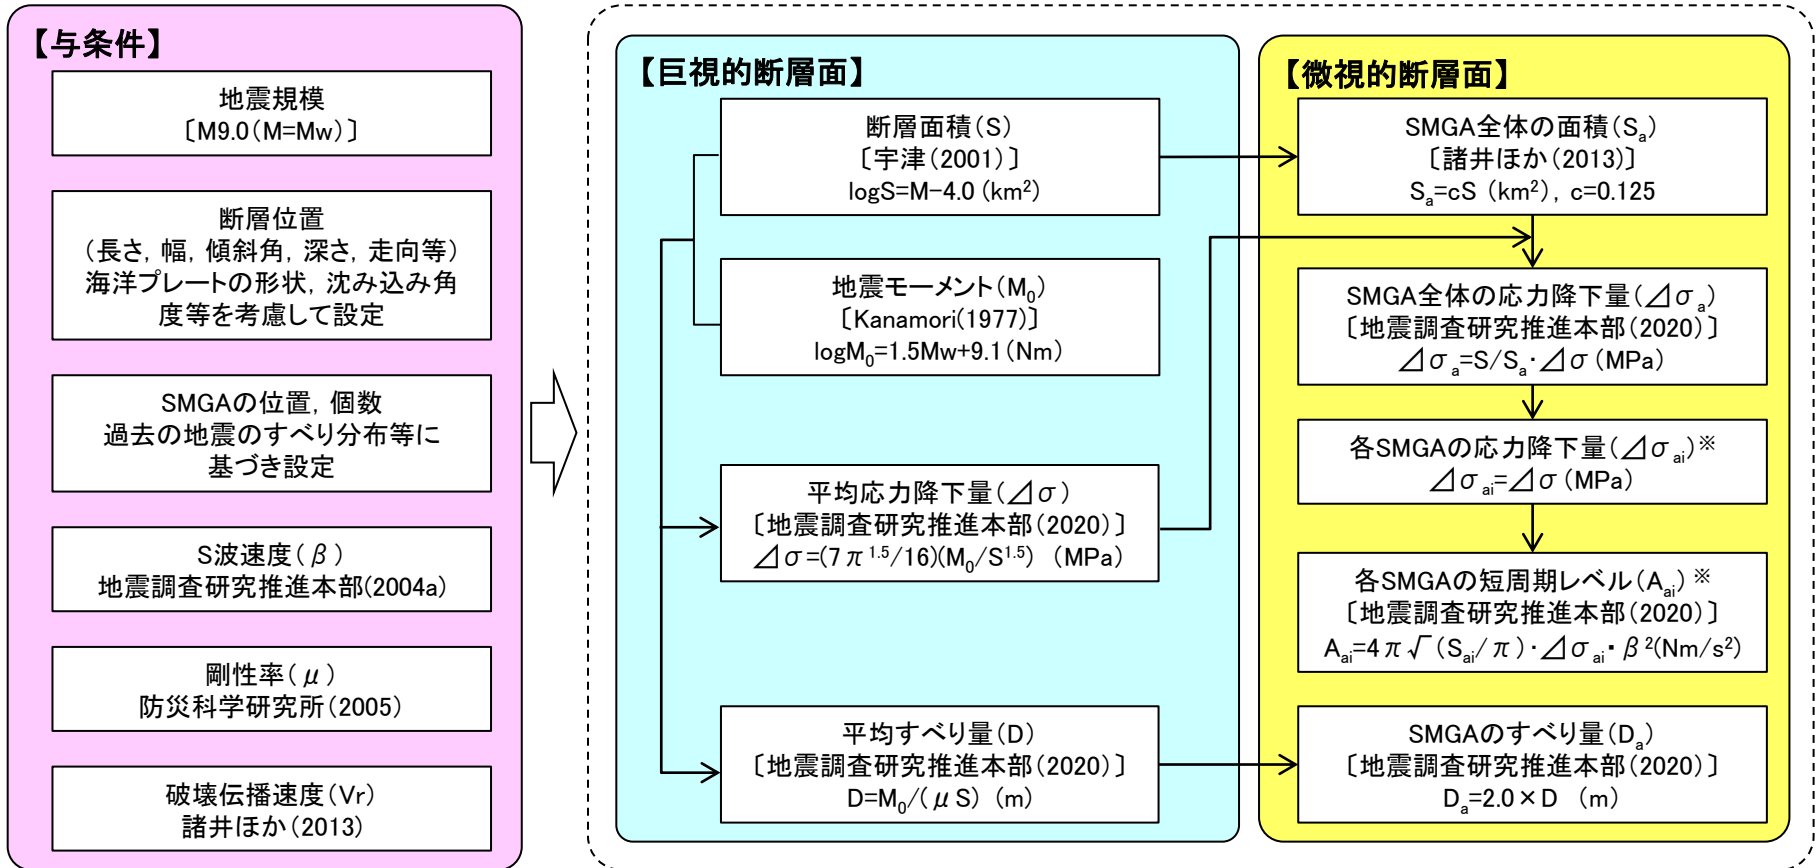 【与条件】
地震規模
〔M9.0(M=Mw)〕
断層位置
(長さ,幅,傾斜角,深さ,走向等)
海洋プレートの形状,沈み込み角
度等を考慮して設定
SMGAの位置,個数
過去の地震のすべり分布等に
基づき設定
S波速度(β)
地震調査研究推進本部(2004a)
剛性率(μ)
防災科学研究所(2005)
破壊伝播速度(Vr)
諸井ほか(2013)
【巨視的断層面】
断層面積(S)
〔宇津(2001)〕
logS=M−4.0(km²)
地震モーメント(M₀)
〔Kanamori(1977)〕
logM₀=1.5Mw+9.1(Nm)
平均応力降下量(⊿σ)
〔地震調査研究推進本部(2020)〕
⊿σ=(7π¹·⁵/16)(M₀/S¹·⁵) (MPa)
平均すべり量(D)
〔地震調査研究推進本部(2020)〕
D=M₀/(μS) (m)
【微視的断層面】
SMGA全体の面積(Sₐ)
〔諸井ほか(2013)〕
Sₐ=cS (km²), c=0.125
SMGA全体の応力降下量(⊿σₐ)
〔地震調査研究推進本部(2020)〕
⊿σₐ=S/Sₐ・⊿σ(MPa)
各SMGAの応力降下量(⊿σₐᵢ)※
⊿σₐᵢ=⊿σ(MPa)
各SMGAの短周期レベル(Aₐᵢ)※
〔地震調査研究推進本部(2020)〕
Aₐᵢ=4π√(Sₐᵢ/π)・⊿σₐᵢ・β²(Nm/s²)
SMGAのすべり量(Dₐ)
〔地震調査研究推進本部(2020)〕
Dₐ=2.0×D (m)